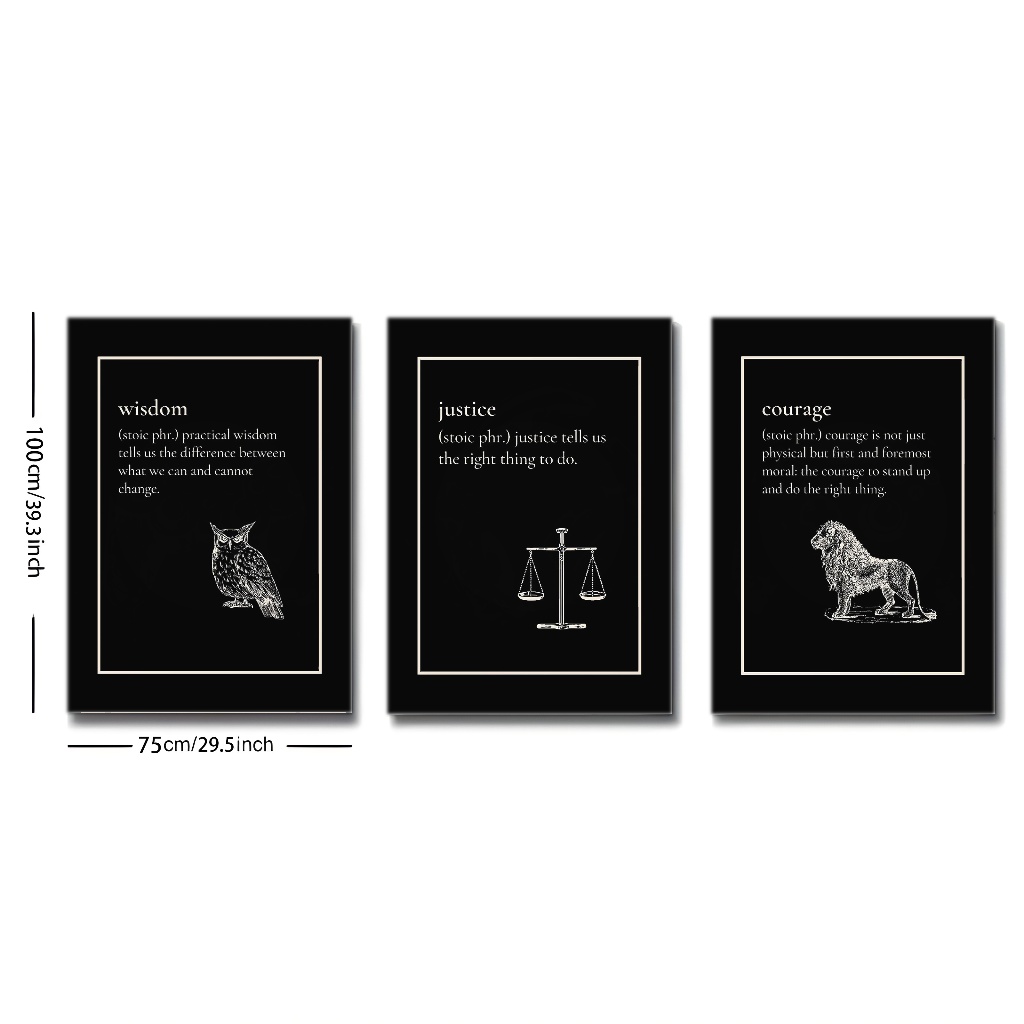 wisdom
(stoic phr.) practical wisdom
tells us the difference between
what we can and cannot
change.
justice
(stoic phr.) justice tells us
the right thing to do.
courage
(stoic phr.) courage is not just
physical but first and foremost
moral: the courage to stand up
and do the right thing.
100cm/39.3inch
75cm/29.5inch